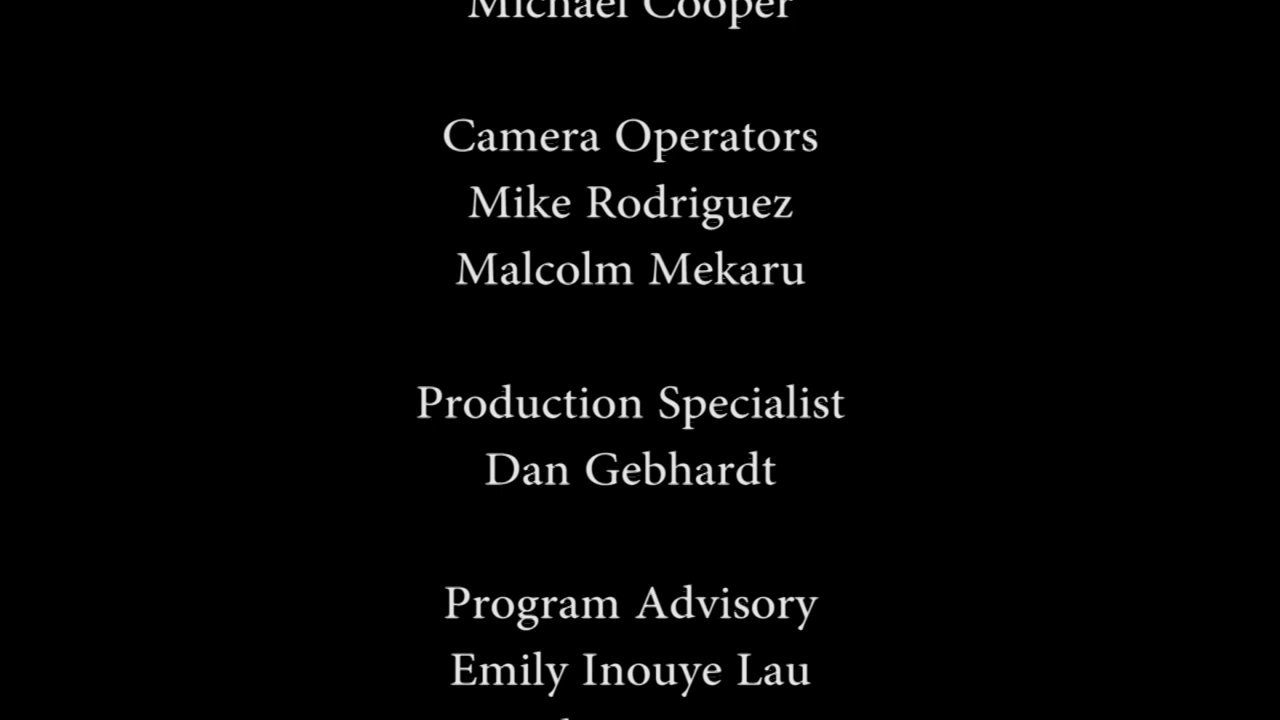 Michael Cooper
Camera Operators
Mike Rodriguez
Malcolm Mekaru
Production Specialist
Dan Gebhardt
Program Advisory
Emily Inouye Lau